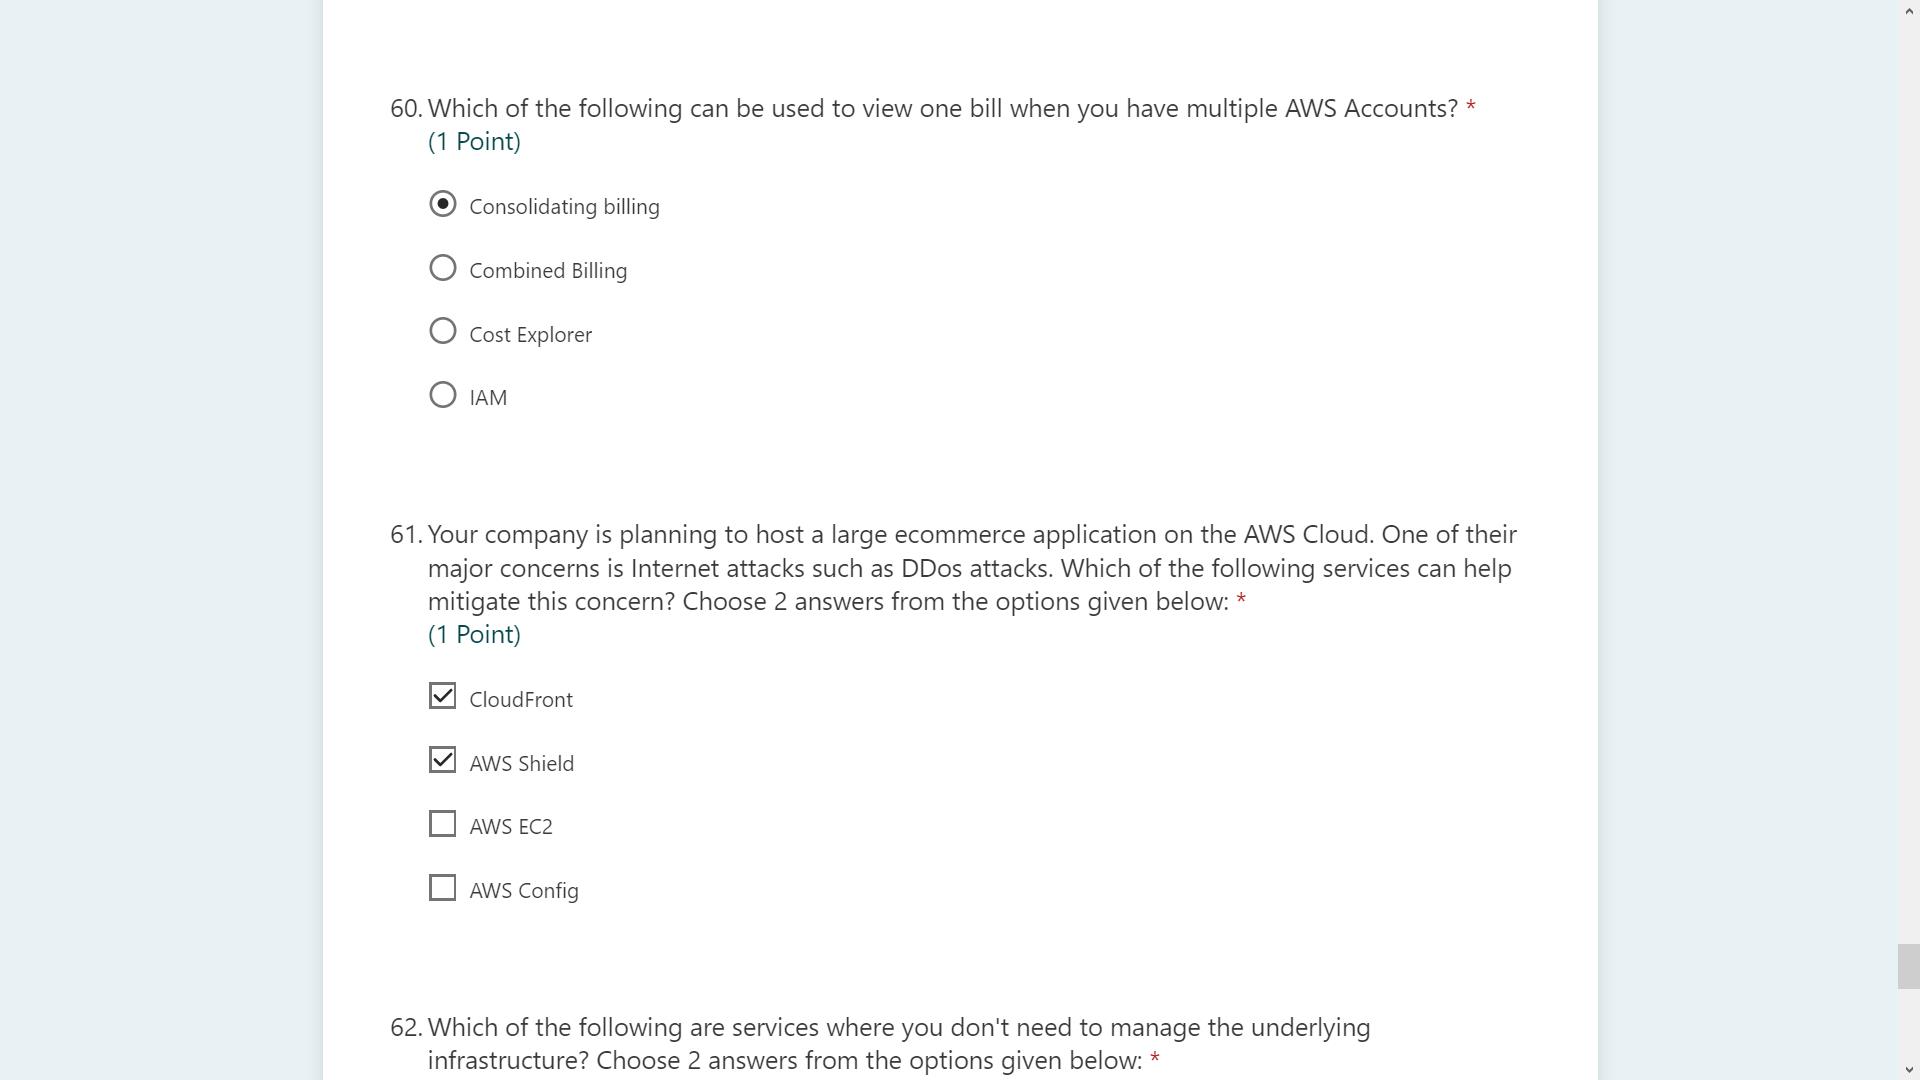 60. Which of the following can be used to view one bill when you have multiple AWS Accounts? *
(1 Point)
Consolidating billing
Combined Billing
Cost Explorer
IAM
61. Your company is planning to host a large ecommerce application on the AWS Cloud. One of their
major concerns is Internet attacks such as DDos attacks. Which of the following services can help
mitigate this concern? Choose 2 answers from the options given below: *
(1 Point)
CloudFront
AWS Shield
AWS EC2
AWS Config
62. Which of the following are services where you don't need to manage the underlying
infrastructure? Choose 2 answers from the options given below: *